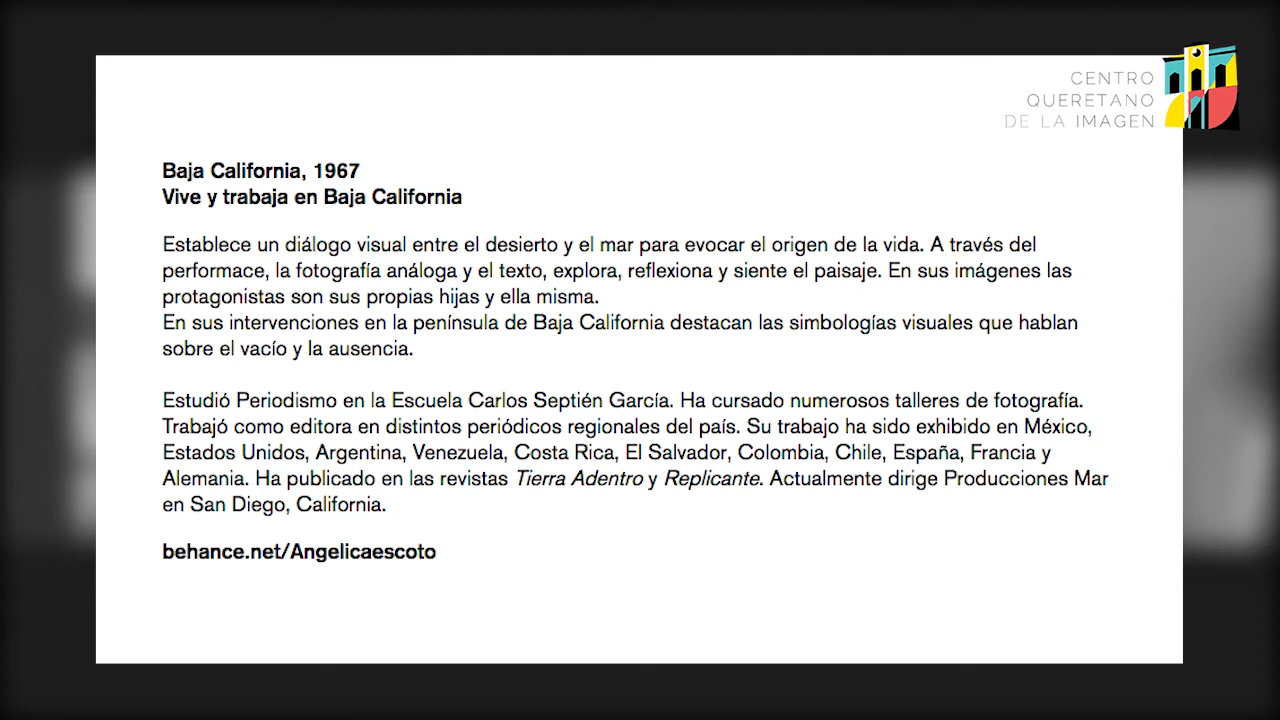 CENTRO
QUERETANO
DE LA IMAGEN
Baja California, 1967
Vive y trabaja en Baja California
Establece un diálogo visual entre el desierto y el mar para evocar el origen de la vida. A través del
performace, la fotografía análoga y el texto, explora, reflexiona y siente el paisaje. En sus imágenes las
protagonistas son sus propias hijas y ella misma.
En sus intervenciones en la península de Baja California destacan las simbologías visuales que hablan
sobre el vacío y la ausencia.
Estudió Periodismo en la Escuela Carlos Septién García. Ha cursado numerosos talleres de fotografía.
Trabajó como editora en distintos periódicos regionales del país. Su trabajo ha sido exhibido en México,
Estados Unidos, Argentina, Venezuela, Costa Rica, El Salvador, Colombia, Chile, España, Francia y
Alemania. Ha publicado en las revistas Tierra Adentro y Replicante. Actualmente dirige Producciones Mar
en San Diego, California.
behance.net/Angelicaescoto